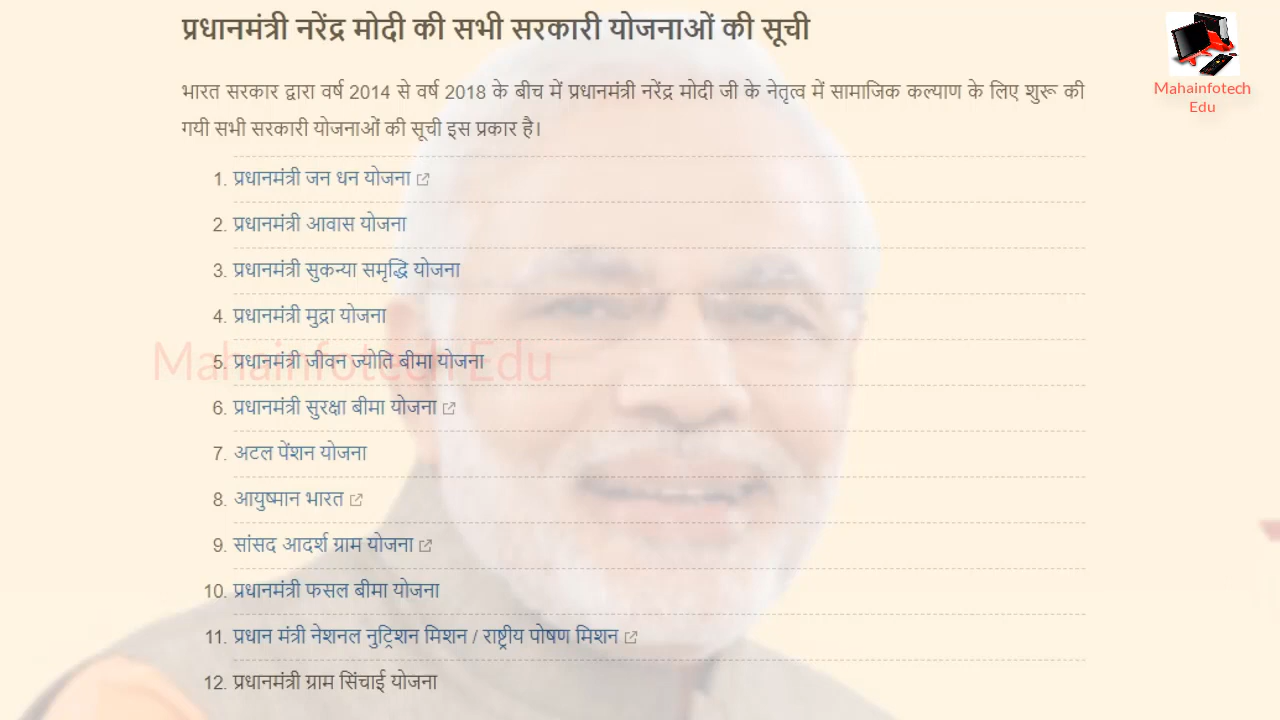 प्रधानमंत्री नरेंद्र मोदी की सभी सरकारी योजनाओं की सूची
Mahainfotech
Edu
भारत सरकार द्वारा वर्ष 2014 से वर्ष 2018 के बीच में प्रधानमंत्री नरेंद्र मोदी जी के नेतृत्व में सामाजिक कल्याण के लिए शुरू की
गयी सभी सरकारी योजनाओं की सूची इस प्रकार है।
1. प्रधानमंत्री जन धन योजना
2. प्रधानमंत्री आवास योजना
3. प्रधानमंत्री सुकन्या समृद्धि योजना
4. प्रधानमंत्री मुद्रा योजना
Mahainfotech Edu
5. प्रधानमंत्री जीवन ज्योति बीमा योजना
6. प्रधानमंत्री सुरक्षा बीमा योजना
7. अटल पेंशन योजना
8. आयुष्मान भारत
9. सांसद आदर्श ग्राम योजना
10. प्रधानमंत्री फसल बीमा योजना
11. प्रधान मंत्री नेशनल नुट्रिशन मिशन / राष्ट्रीय पोषण मिशन
12. प्रधानमंत्री ग्राम सिंचाई योजना